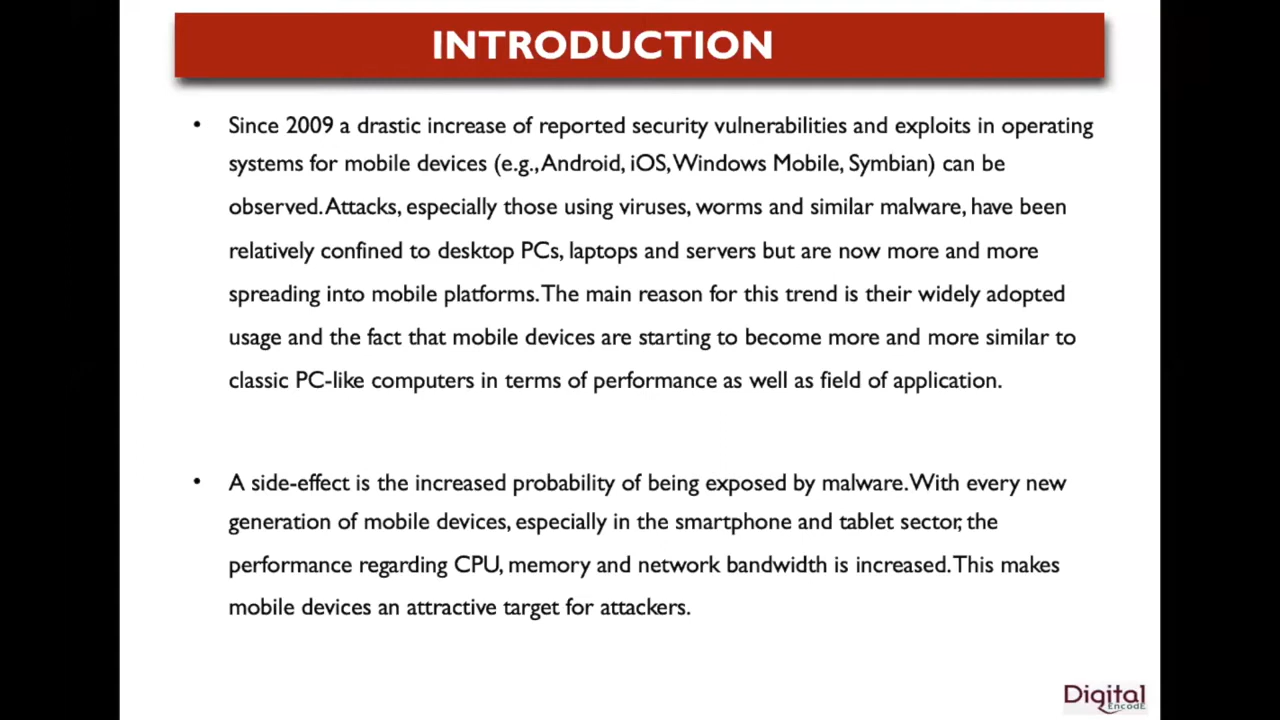 INTRODUCTION
• Since 2009 a drastic increase of reported security vulnerabilities and exploits in operating
systems for mobile devices (e.g., Android, iOS, Windows Mobile, Symbian) can be
observed. Attacks, especially those using viruses, worms and similar malware, have been
relatively confined to desktop PCs, laptops and servers but are now more and more
spreading into mobile platforms. The main reason for this trend is their widely adopted
usage and the fact that mobile devices are starting to become more and more similar to
classic PC-like computers in terms of performance as well as field of application.
• A side-effect is the increased probability of being exposed by malware. With every new
generation of mobile devices, especially in the smartphone and tablet sector, the
performance regarding CPU, memory and network bandwidth is increased. This makes
mobile devices an attractive target for attackers.
Digital
EncodE